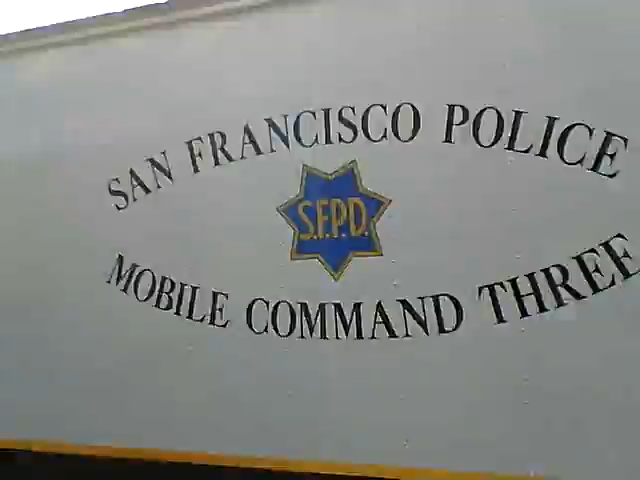 SAN FRANCISCO POLICE
S.F.P.D.
MOBILE COMMAND THREE